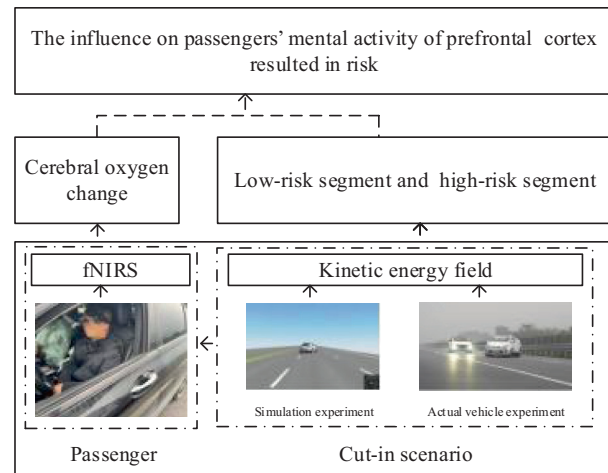 The influence on passengers’ mental activity of prefrontal cortex
resulted in risk
Cerebral oxygen
change
Low-risk segment and high-risk segment
fNIRS
Kinetic energy field
Simulation experiment
Actual vehicle experiment
Passenger
Cut-in scenario